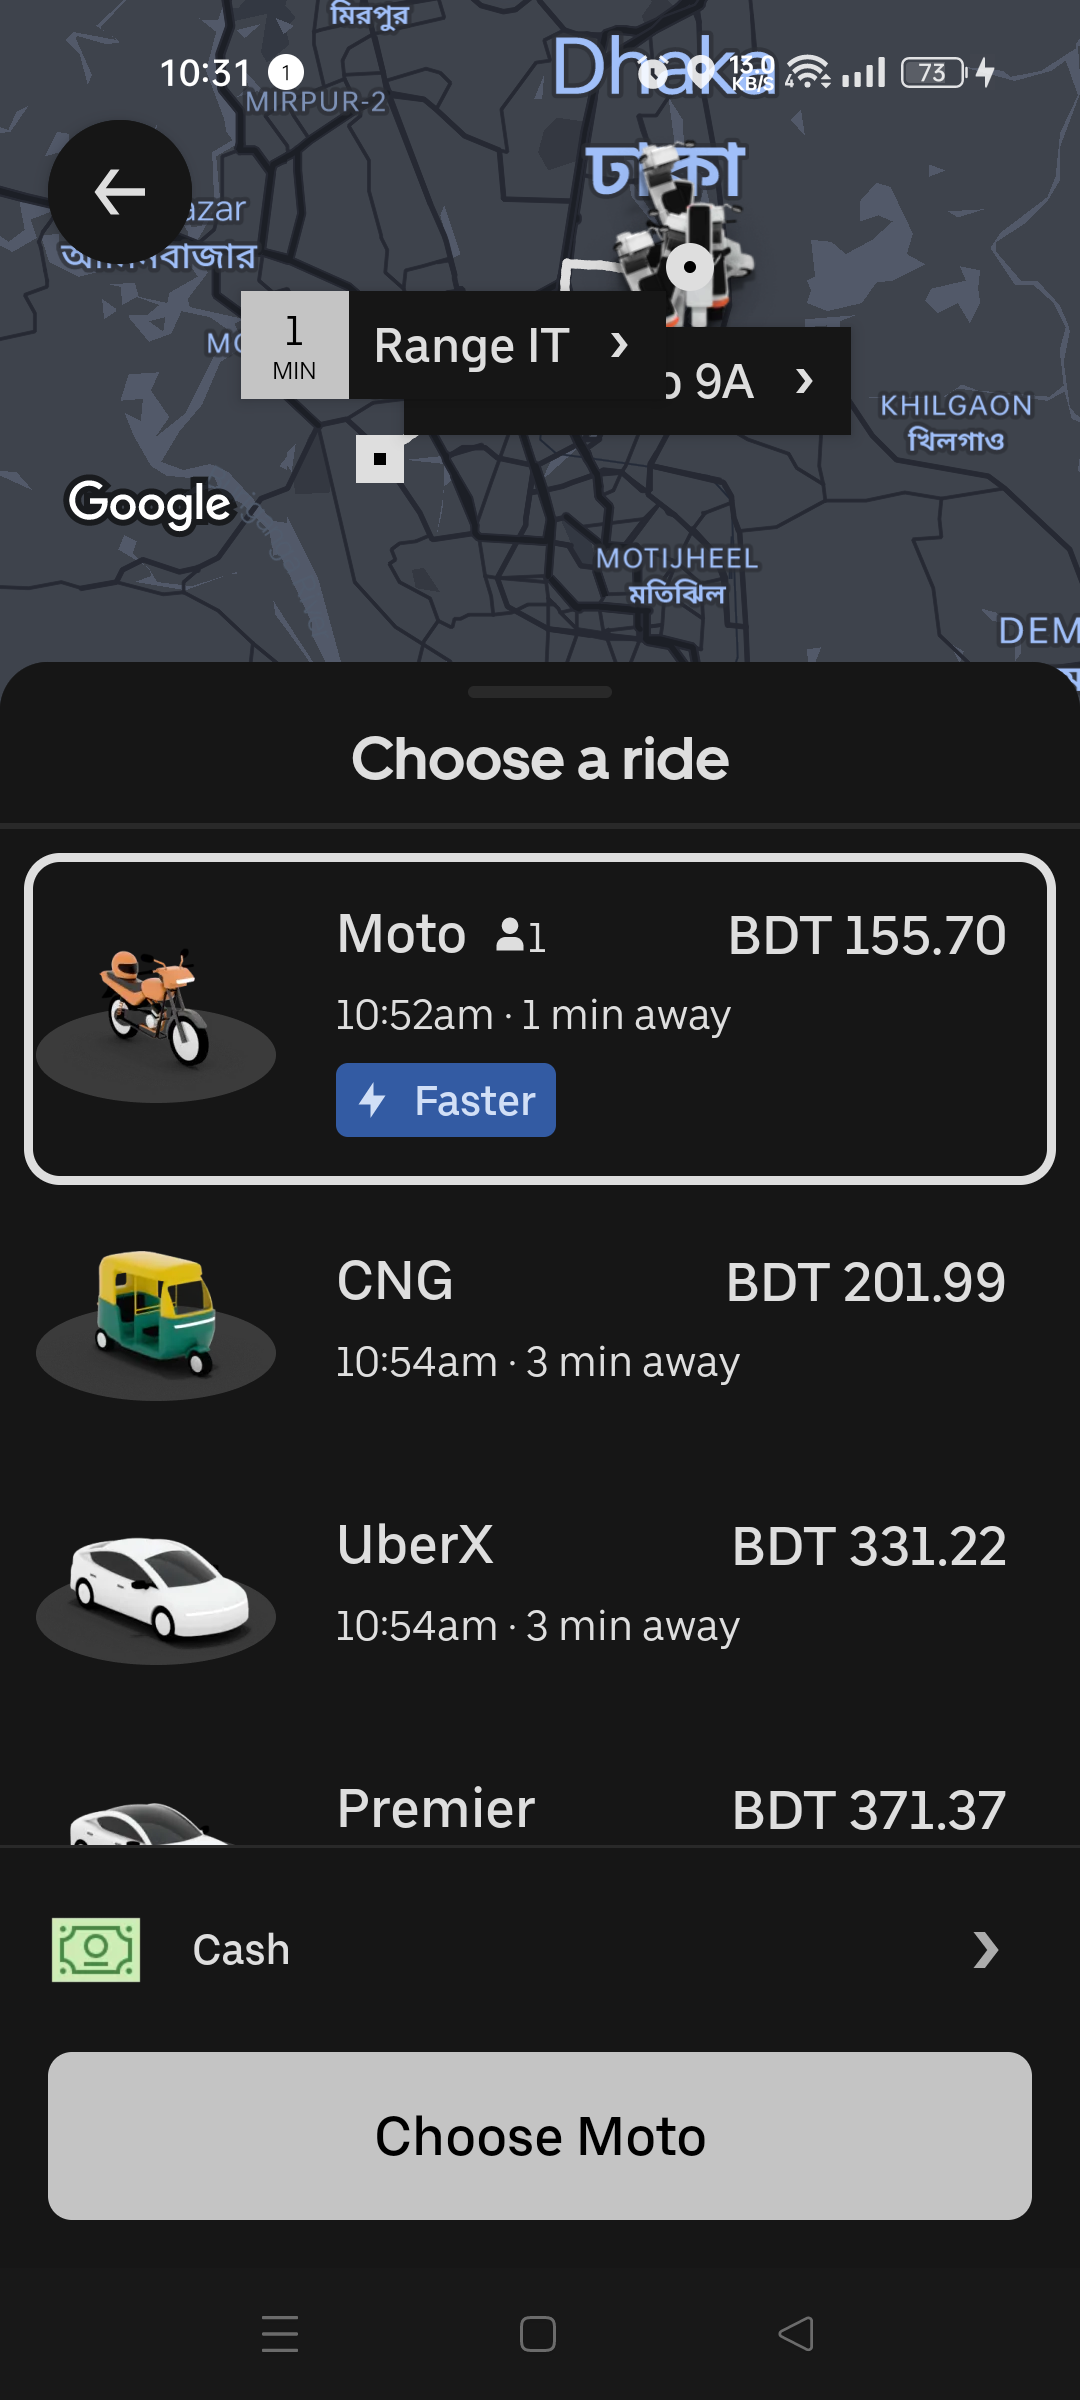 মিরপুর
10:31
1
Dhaka
13.0
KB/S
4
73
MIRPUR-2
ঢাকা
1
MIN
Range IT
9A
KHILGAON
খিলগাও
Google
MOTIJHEEL
মতিঝিল
Choose a ride
Moto 1 BDT 155.70
10:52am · 1 min away
Faster
CNG BDT 201.99
10:54am · 3 min away
UberX BDT 331.22
10:54am · 3 min away
Premier BDT 371.37
Cash
Choose Moto